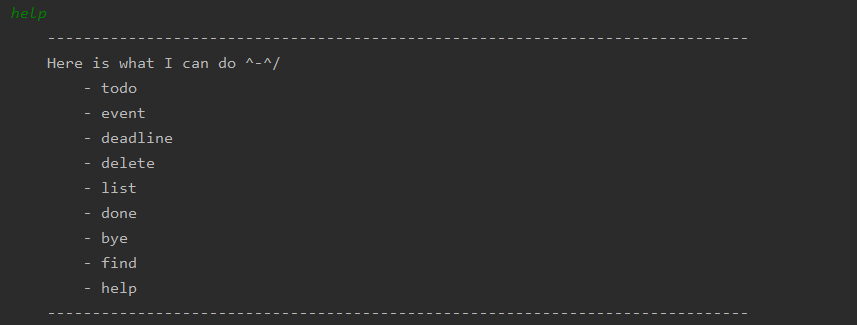 help
------------------------------------------------------------------------------
Here is what I can do ^-^/
- todo
- event
- deadline
- delete
- list
- done
- bye
- find
- help
------------------------------------------------------------------------------